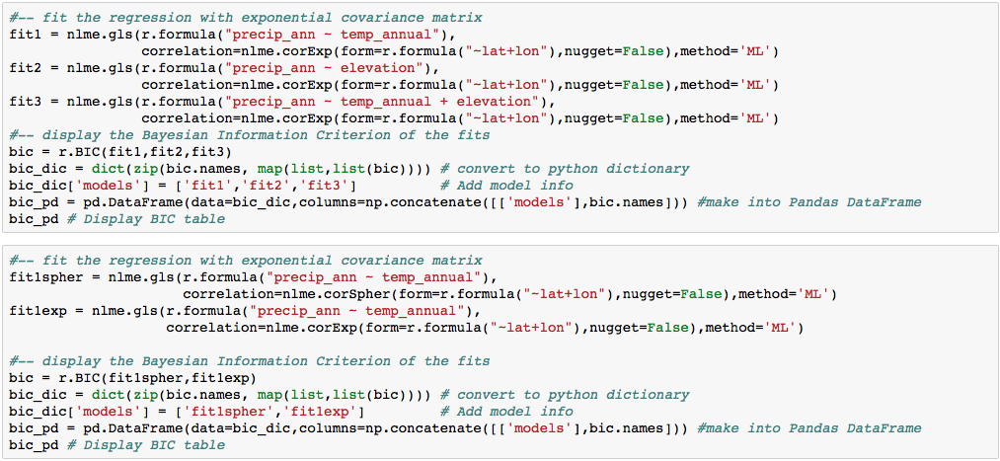 #-- fit the regression with exponential covariance matrix
fit1 = nlme.gls(r.formula("precip_ann ~ temp_annual"),
                correlation=nlme.corExp(form=r.formula("~lat+lon"),nugget=False),method='ML')
fit2 = nlme.gls(r.formula("precip_ann ~ elevation"),
                correlation=nlme.corExp(form=r.formula("~lat+lon"),nugget=False),method='ML')
fit3 = nlme.gls(r.formula("precip_ann ~ temp_annual + elevation"),
                correlation=nlme.corExp(form=r.formula("~lat+lon"),nugget=False),method='ML')
#-- display the Bayesian Information Criterion of the fits
bic = r.BIC(fit1,fit2,fit3)
bic_dic = dict(zip(bic.names, map(list,list(bic)))) # convert to python dictionary
bic_dic['models'] = ['fit1','fit2','fit3']          # Add model info
bic_pd = pd.DataFrame(data=bic_dic,columns=np.concatenate([['models'],bic.names])) #make into Pandas DataFrame
bic_pd # Display BIC table
#-- fit the regression with exponential covariance matrix
fit1spher = nlme.gls(r.formula("precip_ann ~ temp_annual"),
                     correlation=nlme.corSpher(form=r.formula("~lat+lon"),nugget=False),method='ML')
fit1exp = nlme.gls(r.formula("precip_ann ~ temp_annual"),
                   correlation=nlme.corExp(form=r.formula("~lat+lon"),nugget=False),method='ML')
#-- display the Bayesian Information Criterion of the fits
bic = r.BIC(fit1spher,fit1exp)
bic_dic = dict(zip(bic.names, map(list,list(bic)))) # convert to python dictionary
bic_dic['models'] = ['fit1spher','fit1exp']         # Add model info
bic_pd = pd.DataFrame(data=bic_dic,columns=np.concatenate([['models'],bic.names])) #make into Pandas DataFrame
bic_pd # Display BIC table